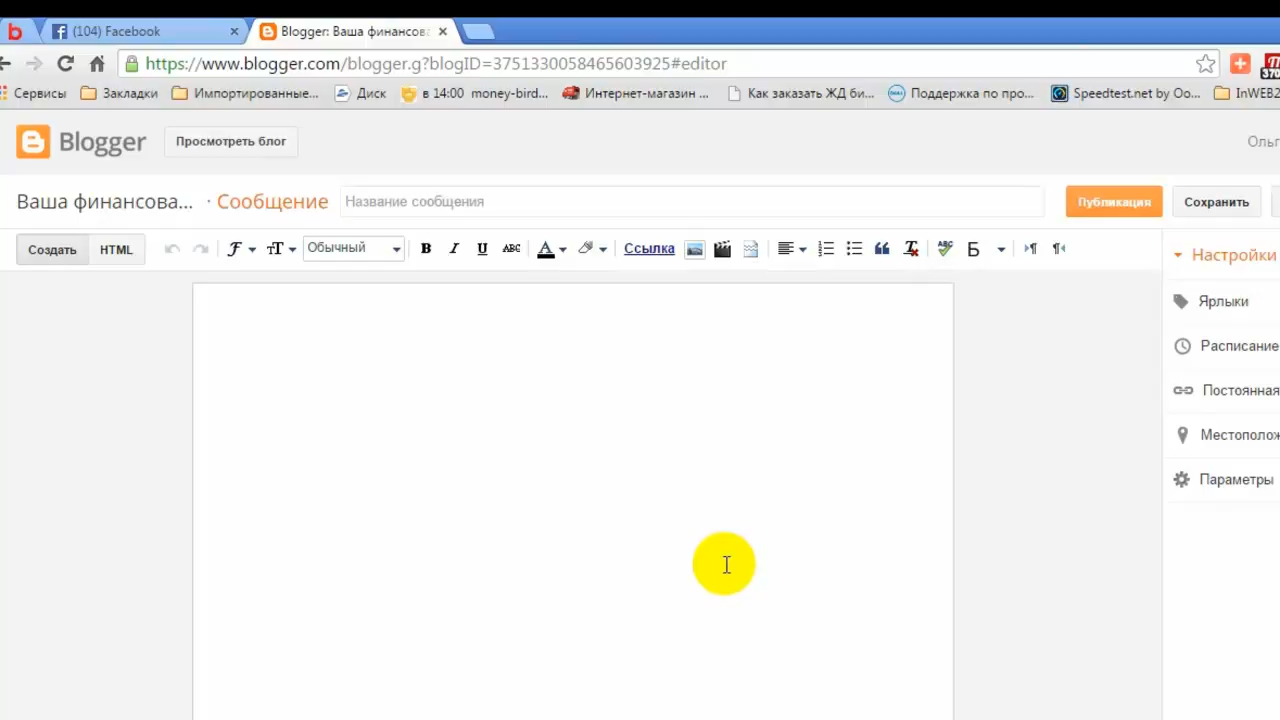 (104) Facebook
Blogger: Ваша финансов
https://www.blogger.com/blogger.g?blogID=3751330058465603925#editor
Сервисы Закладки Импортированные... Диск в 14:00 money-bird... Интернет-магазин ... Как заказать ЖД би... Поддержка по про... Speedtest.net by Oo... InWEB2
Blogger Просмотреть блог Ольг
Ваша финансова... · Сообщение Название сообщения Публикация Сохранить
Создать HTML Обычный Ссылка Б
Настройки
Ярлыки
Расписание
Постоянная
Местополож
Параметры